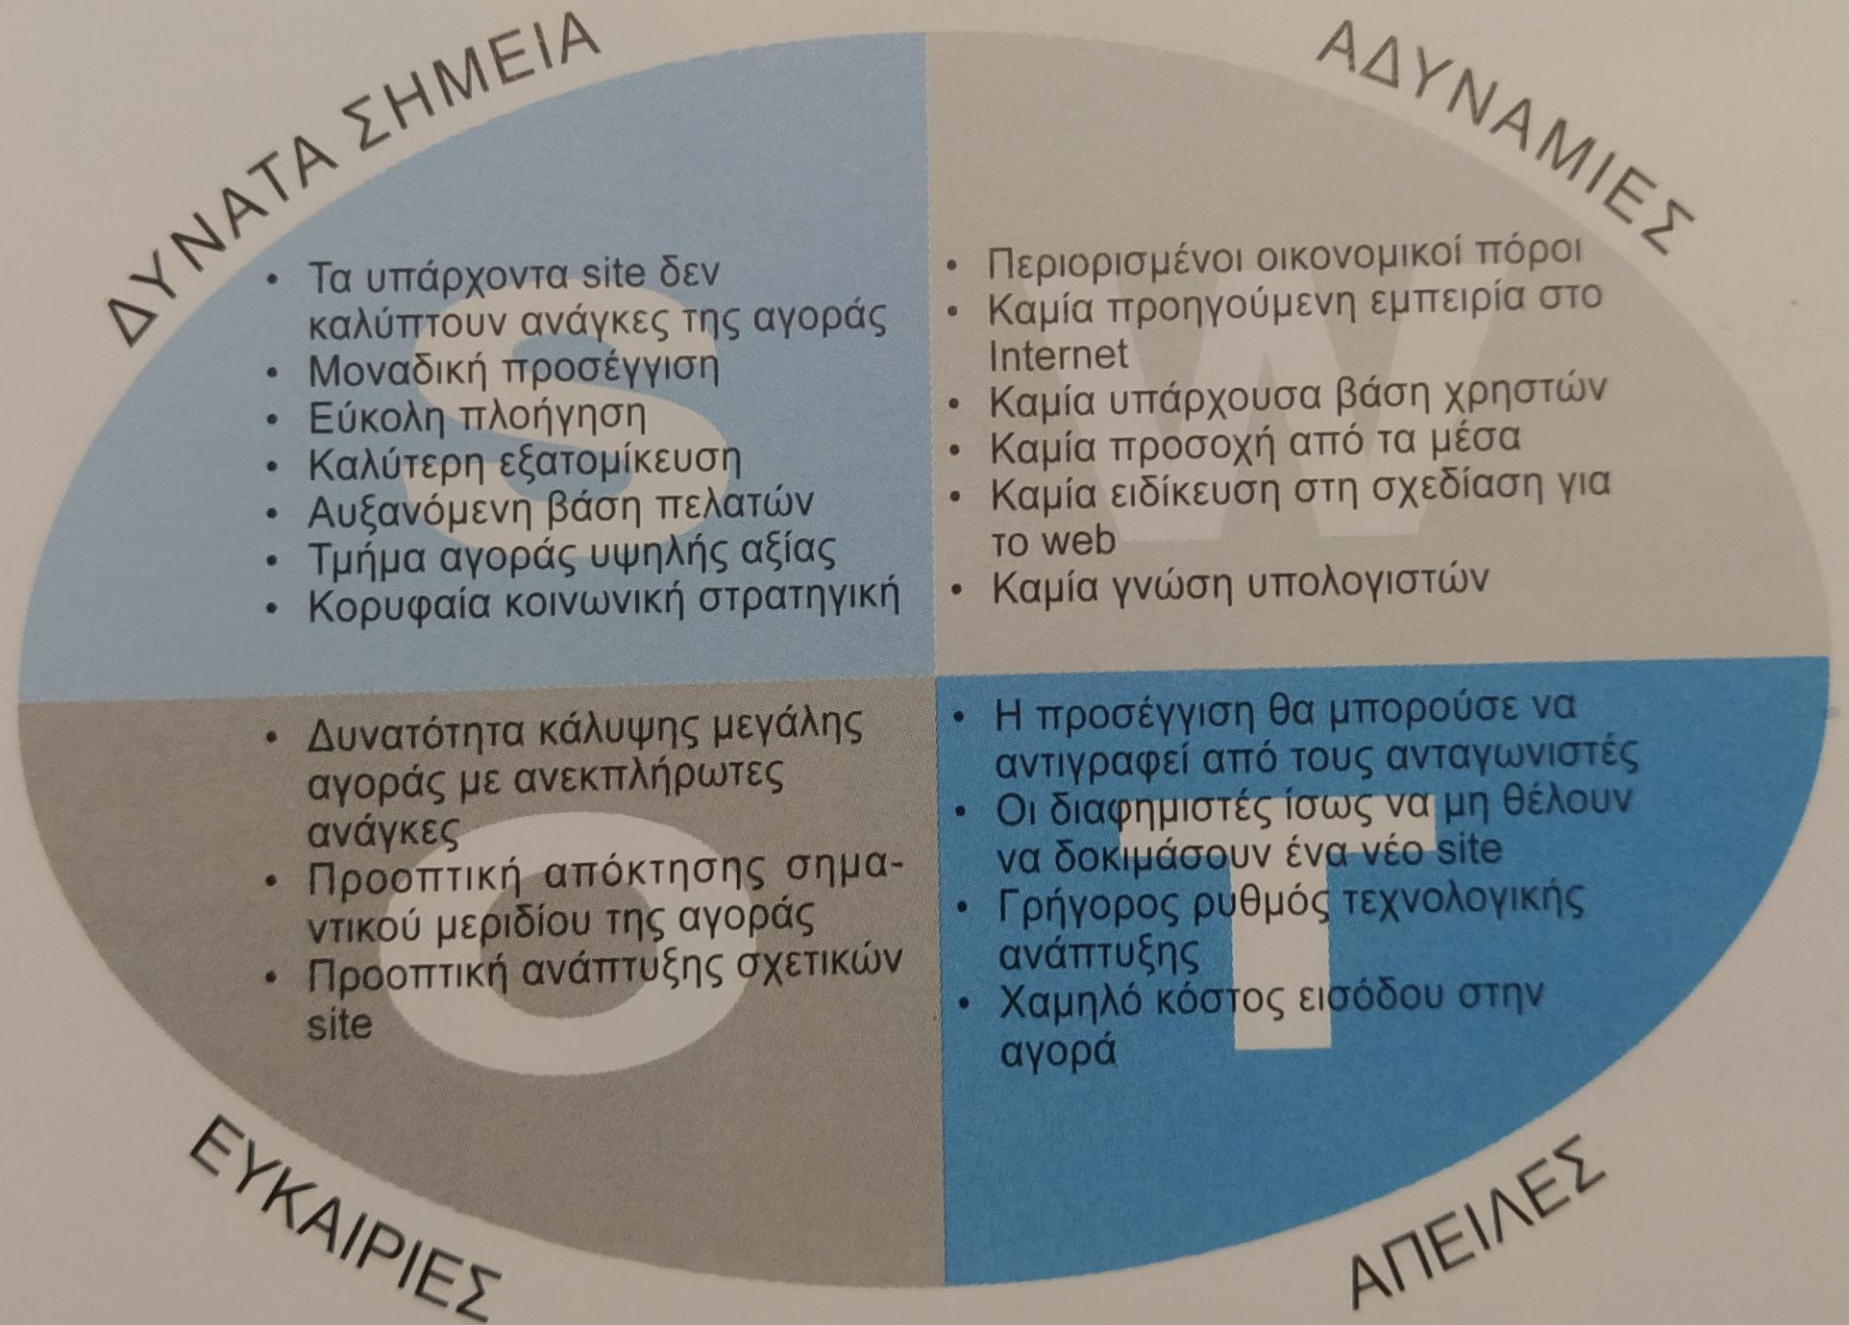 ΔΥΝΑΤΑ ΣΗΜΕΙΑ
S
• Τα υπάρχοντα site δεν
καλύπτουν ανάγκες της αγοράς
• Μοναδική προσέγγιση
• Εύκολη πλοήγηση
• Καλύτερη εξατομίκευση
• Αυξανόμενη βάση πελατών
• Τμήμα αγοράς υψηλής αξίας
• Κορυφαία κοινωνική στρατηγική
ΑΔΥΝΑΜΙΕΣ
W
• Περιορισμένοι οικονομικοί πόροι
• Καμία προηγούμενη εμπειρία στο
Internet
• Καμία υπάρχουσα βάση χρηστών
• Καμία προσοχή από τα μέσα
• Καμία ειδίκευση στη σχεδίαση για
το web
• Καμία γνώση υπολογιστών
O
• Δυνατότητα κάλυψης μεγάλης
αγοράς με ανεκπλήρωτες
ανάγκες
• Προοπτική απόκτησης σημα-
ντικού μεριδίου της αγοράς
• Προοπτική ανάπτυξης σχετικών
site
ΕΥΚΑΙΡΙΕΣ
T
• Η προσέγγιση θα μπορούσε να
αντιγραφεί από τους ανταγωνιστές
• Οι διαφημιστές ίσως να μη θέλουν
να δοκιμάσουν ένα νέο site
• Γρήγορος ρυθμός τεχνολογικής
ανάπτυξης
• Χαμηλό κόστος εισόδου στην
αγορά
ΑΠΕΙΛΕΣ